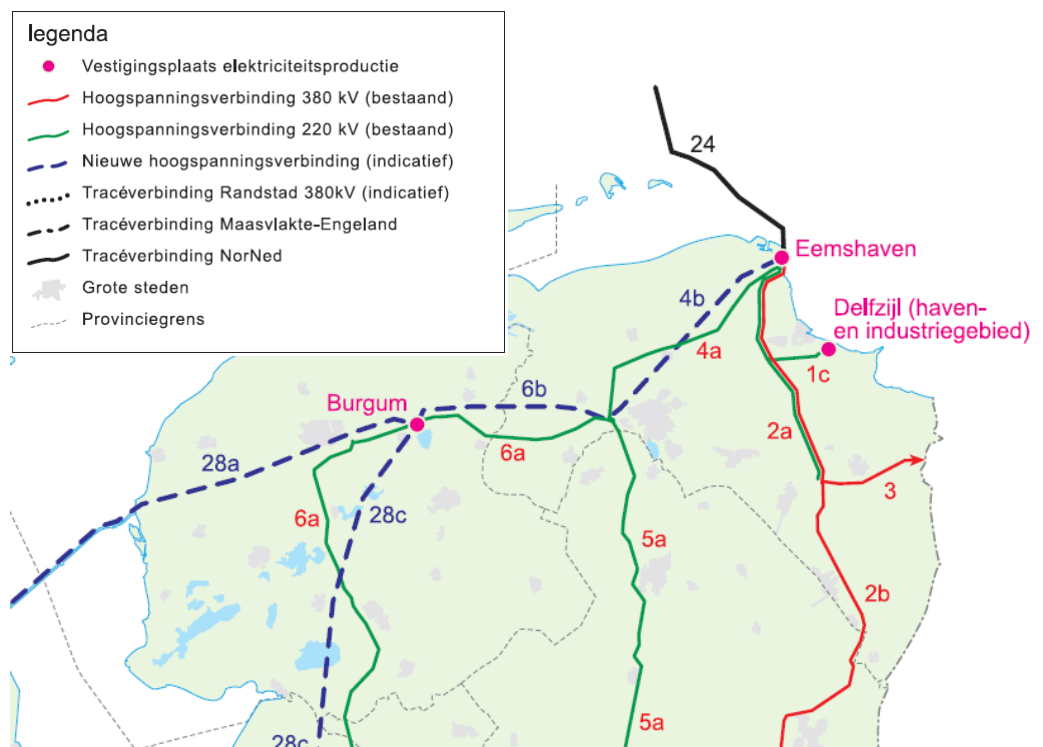 legenda
Vestigingsplaats elektriciteitsproductie
Hoogspanningsverbinding 380 kV (bestaand)
Hoogspanningsverbinding 220 kV (bestaand)
Nieuwe hoogspanningsverbinding (indicatief)
Tracéverbinding Randstad 380kV (indicatief)
Tracéverbinding Maasvlakte-Engeland
Tracéverbinding NorNed
Grote steden
Provinciegrens
24
Eemshaven
4b
Delfzijl (haven-
en industriegebied)
4a
1c
6b
Burgum
2a
6a
28a
3
6a
28c
5a
2b
5a
28c